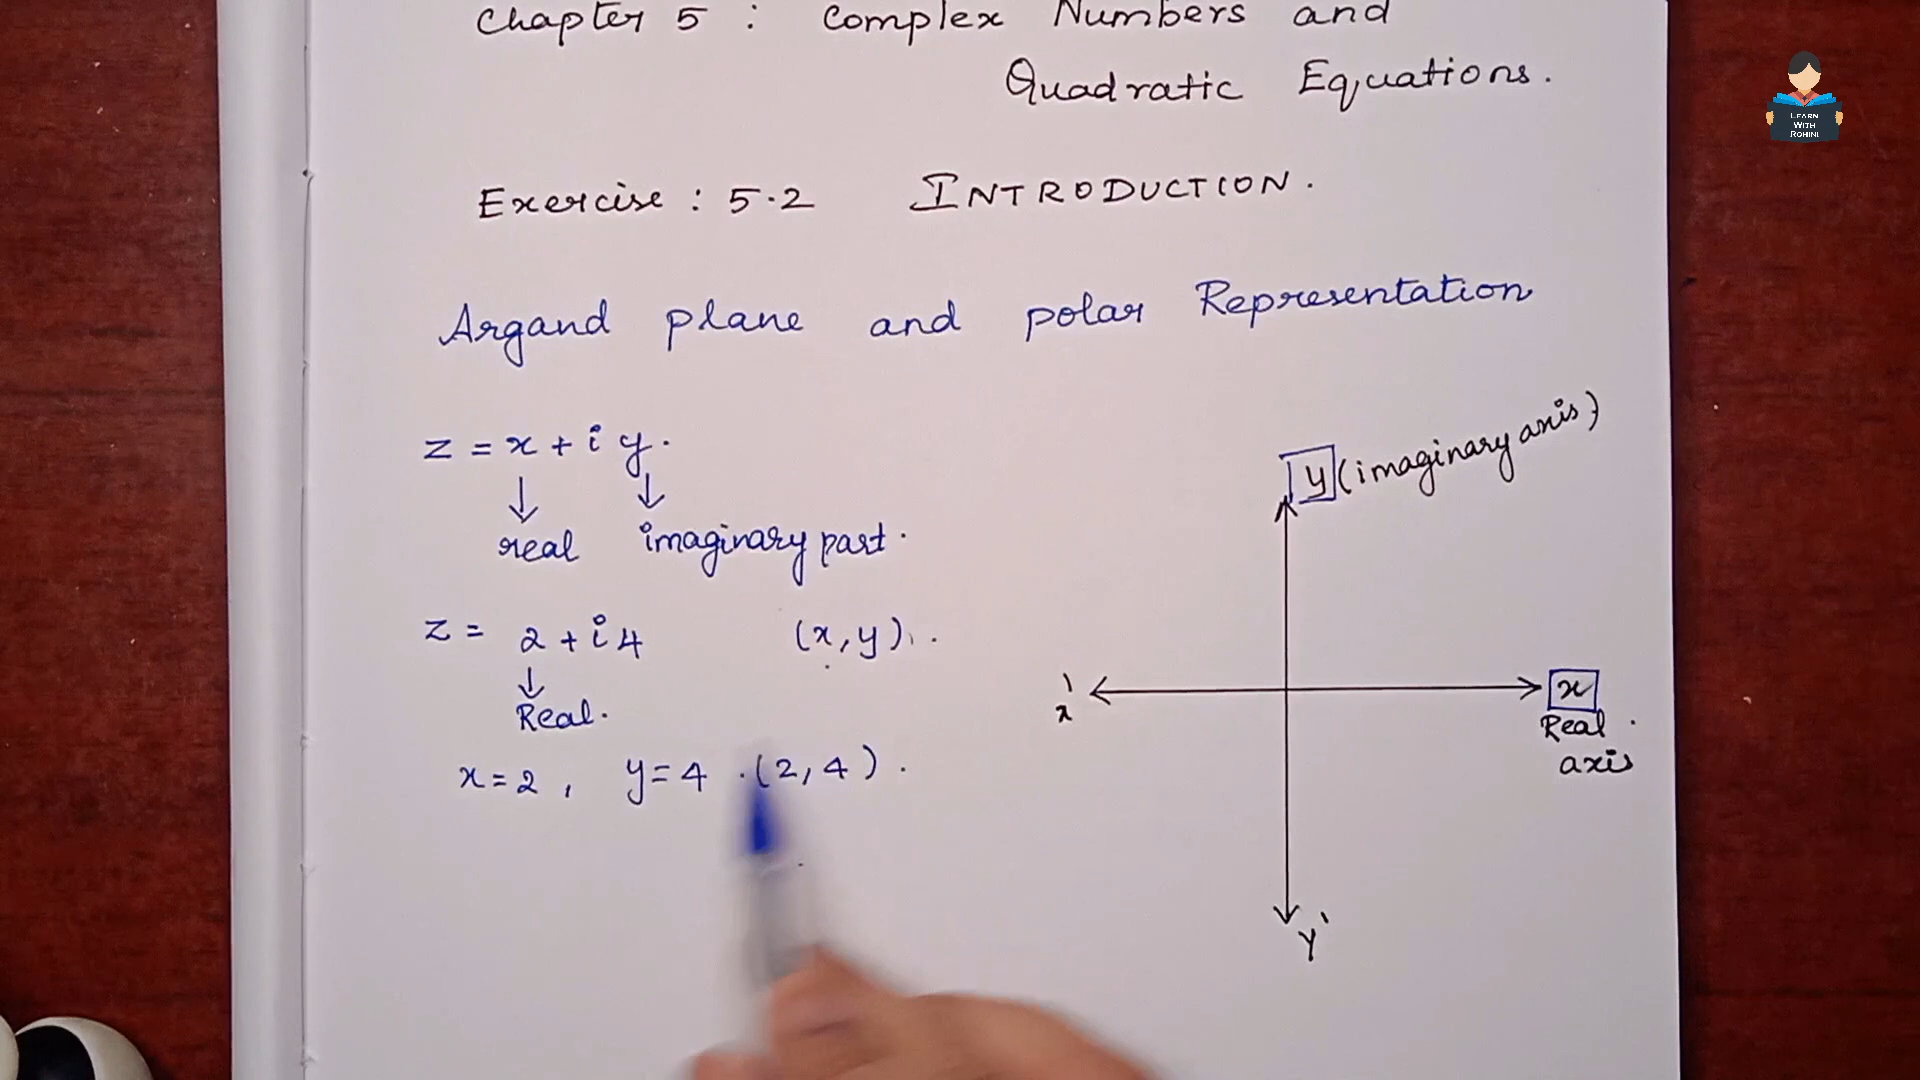 Chapter 5 : Complex Numbers and
Quadratic Equations.
LEARN
WITH
ROHINI
Exercise : 5.2 INTRODUCTION.
Argand plane and polar Representation
z = x + i y.
↓ ↓
real imaginary part.
y (imaginary axis)
z = 2 + i 4 (x, y).
↓
Real.
x' x
Real
axis
x = 2 , y = 4 (2, 4).
y'